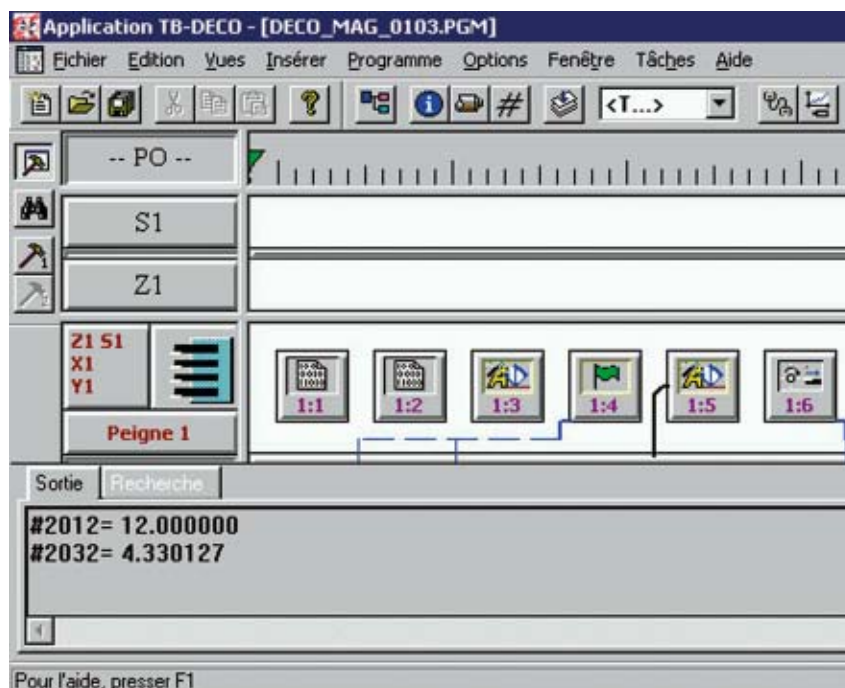 Application TB-DECO - [DECO_MAG_0103.PGM]
Fichier Edition Vues Insérer Programme Options Fenêtre Tâches Aide
<T...>
-- PO --
S1
Z1
Z1 S1
X1
Y1
1:1 1:2 1:3 1:4 1:5 1:6
Peigne 1
Sortie Recherche
#2012= 12.000000
#2032= 4.330127
Pour l'aide, presser F1